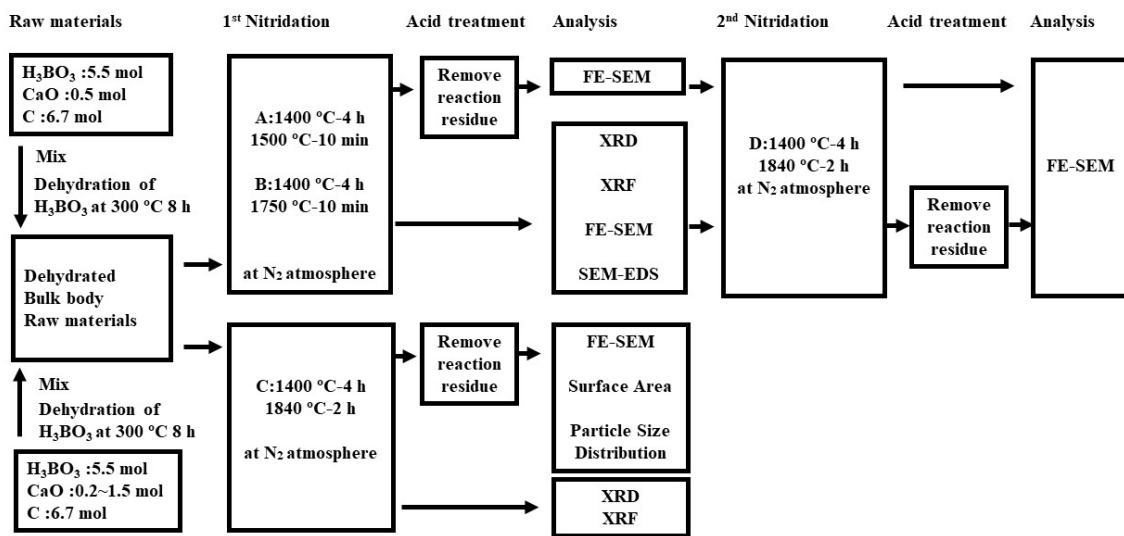 Raw materials
1st Nitridation
Acid treatment
Analysis
2nd Nitridation
Acid treatment
Analysis
H₃BO₃ :5.5 mol
CaO :0.5 mol
C :6.7 mol
Mix
Dehydration of
H₃BO₃ at 300 ºC 8 h
Dehydrated
Bulk body
Raw materials
Mix
Dehydration of
H₃BO₃ at 300 ºC 8 h
H₃BO₃ :5.5 mol
CaO :0.2~1.5 mol
C :6.7 mol
A:1400 ºC-4 h
1500 ºC-10 min
B:1400 ºC-4 h
1750 ºC-10 min
at N₂ atmosphere
Remove
reaction
residue
FE-SEM
XRD
XRF
FE-SEM
SEM-EDS
D:1400 ºC-4 h
1840 ºC-2 h
at N₂ atmosphere
Remove
reaction
residue
FE-SEM
C:1400 ºC-4 h
1840 ºC-2 h
at N₂ atmosphere
Remove
reaction
residue
FE-SEM
Surface Area
Particle Size
Distribution
XRD
XRF